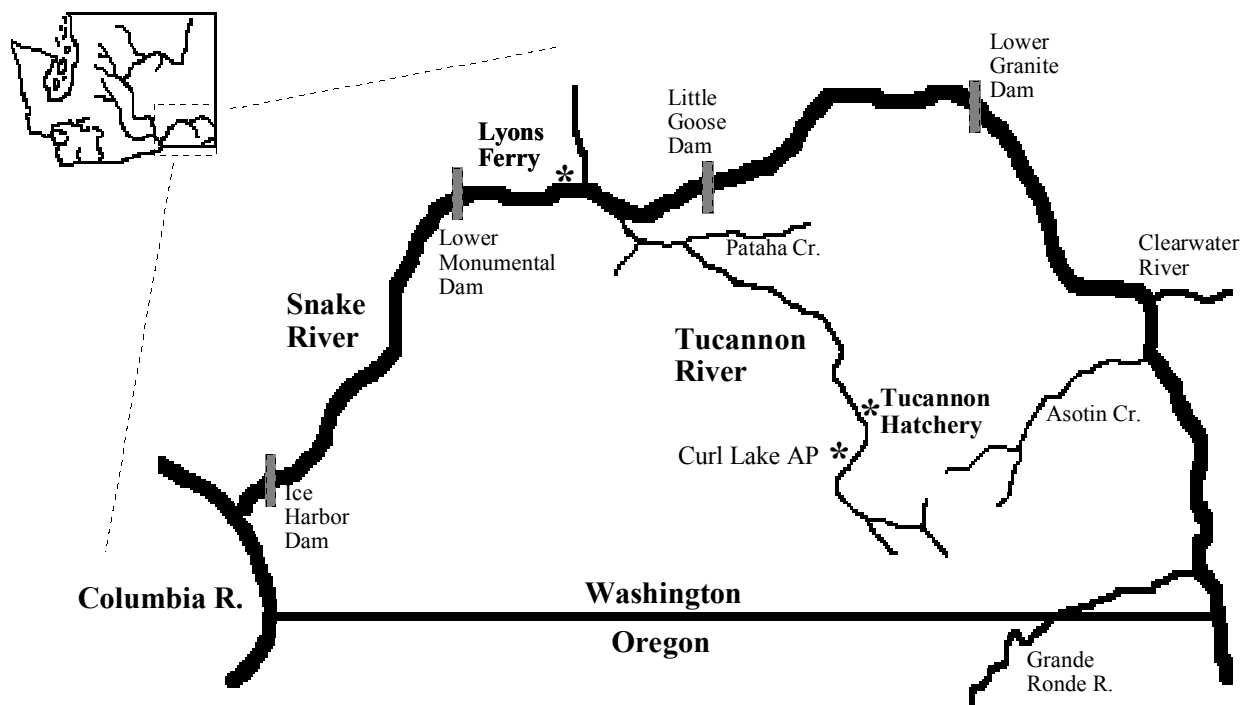 Lower
Granite
Dam
Little
Goose
Dam
Lyons
Ferry
*
Lower
Monumental
Dam
Pataha Cr.
Clearwater
River
Snake
River
Tucannon
River
*
Tucannon
Hatchery
Asotin Cr.
Curl Lake AP *
Ice
Harbor
Dam
Columbia R.
Washington
Oregon
Grande
Ronde R.